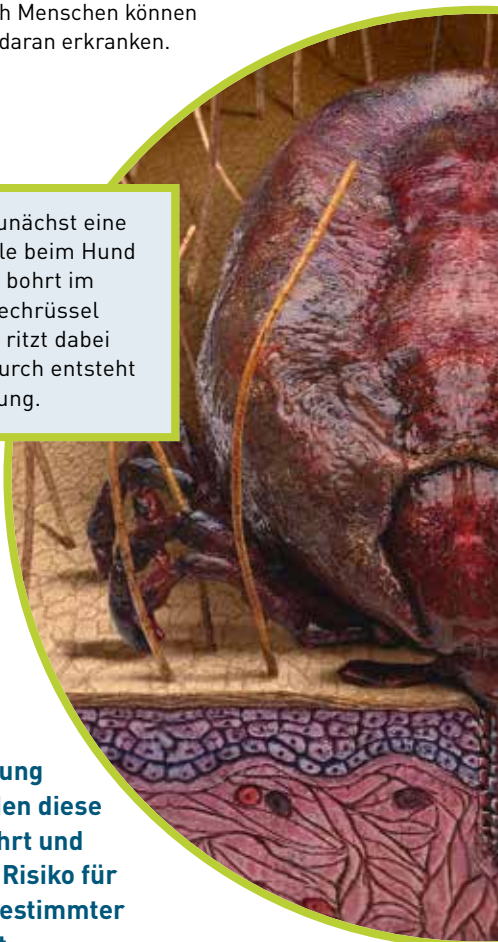 h Menschen können
daran erkranken.
unächst eine
le beim Hund
bohrt im
echrüssel
ritzt dabei
urch entsteht
ung.
ung
len diese
hrt und
Risiko für
estimmter